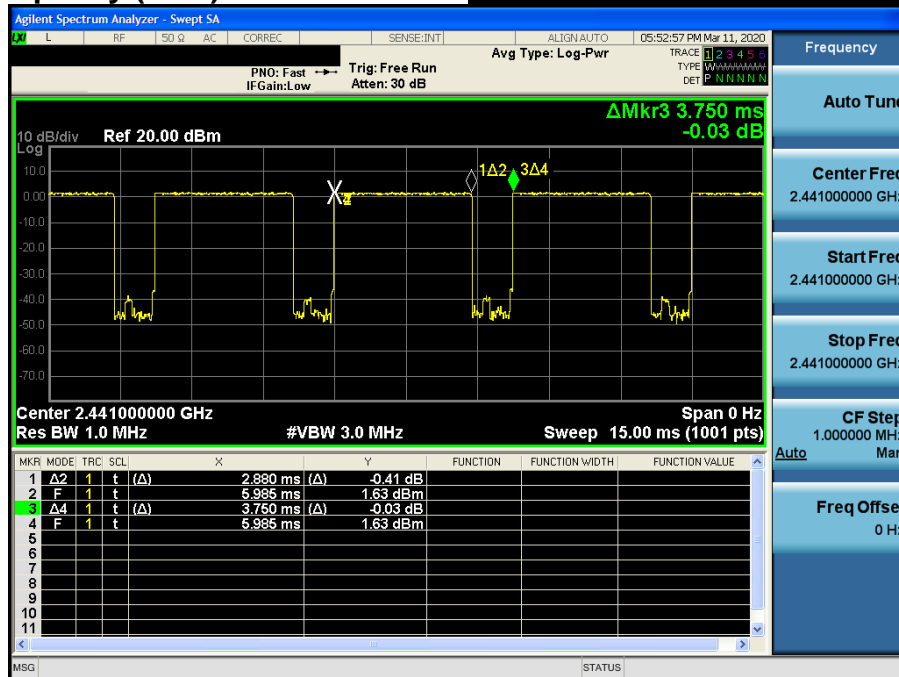 Agilent Spectrum Analyzer - Swept SA
LXI L RF 50 Ω AC CORREC SENSE:INT ALIGN AUTO 05:52:57 PM Mar 11, 2020
Avg Type: Log-Pwr TRACE 1 2 3 4 5 6
TYPE WWWWWW
DET P N N N N N
PNO: Fast Trig: Free Run
IFGain:Low Atten: 30 dB
ΔMkr3 3.750 ms
-0.03 dB
10 dB/div Ref 20.00 dBm
Log
10.0
0.00
-10.0
-20.0
-30.0
-40.0
-50.0
-60.0
-70.0
1Δ2 3Δ4
X
Center 2.441000000 GHz Span 0 Hz
Res BW 1.0 MHz #VBW 3.0 MHz Sweep 15.00 ms (1001 pts)
MKR MODE TRC SCL X Y FUNCTION FUNCTION WIDTH FUNCTION VALUE
1 Δ2 1 t (Δ) 2.880 ms (Δ) -0.41 dB
2 F 1 t 5.985 ms 1.63 dBm
3 Δ4 1 t (Δ) 3.750 ms (Δ) -0.03 dB
4 F 1 t 5.985 ms 1.63 dBm
5
6
7
8
9
10
11
MSG STATUS
Frequency
Auto Tune
Center Freq
2.441000000 GHz
Start Freq
2.441000000 GHz
Stop Freq
2.441000000 GHz
CF Step
1.000000 MHz
Auto Man
Freq Offset
0 Hz